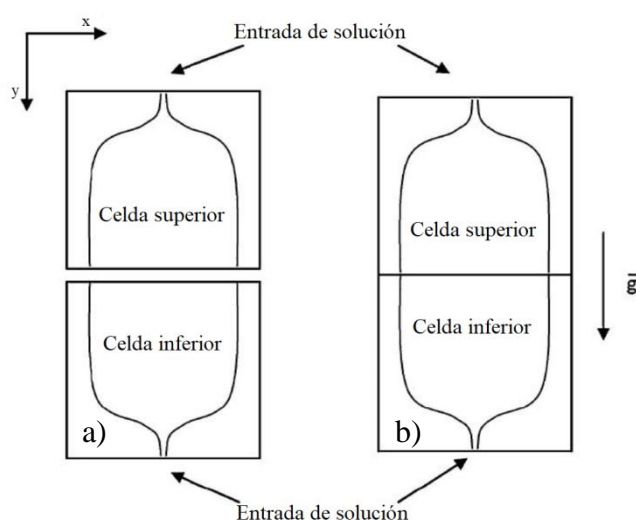 Entrada de solución
x
y
Celda superior
Celda superior
g
Celda inferior
Celda inferior
a)
b)
Entrada de solución